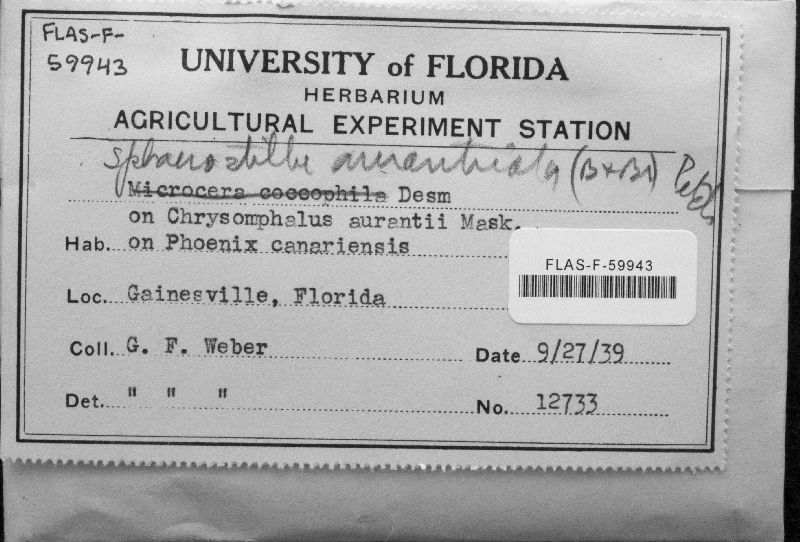 FLAS-F-
59943
UNIVERSITY of FLORIDA
HERBARIUM
AGRICULTURAL EXPERIMENT STATION
Sphaerostilbe aurantiicola (B+Br) Petch
Microcera coccophila Desm
on Chrysomphalus aurantii Mask.
Hab. on Phoenix canariensis
FLAS-F-59943
Loc. Gainesville, Florida
Coll. G. F. Weber Date 9/27/39
Det. " " " No. 12733